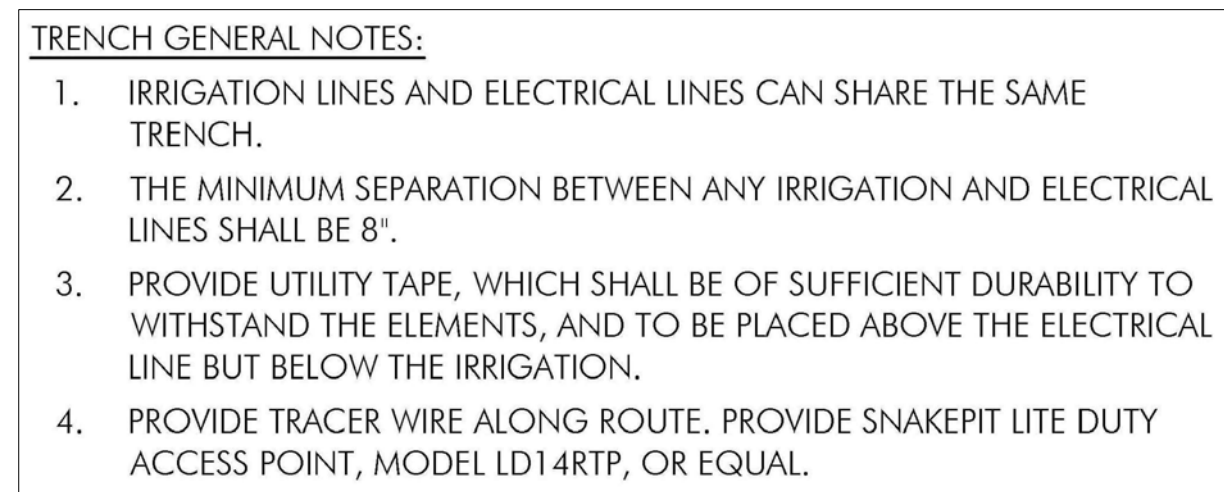 TRENCH GENERAL NOTES:
1. IRRIGATION LINES AND ELECTRICAL LINES CAN SHARE THE SAME
TRENCH.
2. THE MINIMUM SEPARATION BETWEEN ANY IRRIGATION AND ELECTRICAL
LINES SHALL BE 8".
3. PROVIDE UTILITY TAPE, WHICH SHALL BE OF SUFFICIENT DURABILITY TO
WITHSTAND THE ELEMENTS, AND TO BE PLACED ABOVE THE ELECTRICAL
LINE BUT BELOW THE IRRIGATION.
4. PROVIDE TRACER WIRE ALONG ROUTE. PROVIDE SNAKEPIT LITE DUTY
ACCESS POINT, MODEL LD14RTP, OR EQUAL.